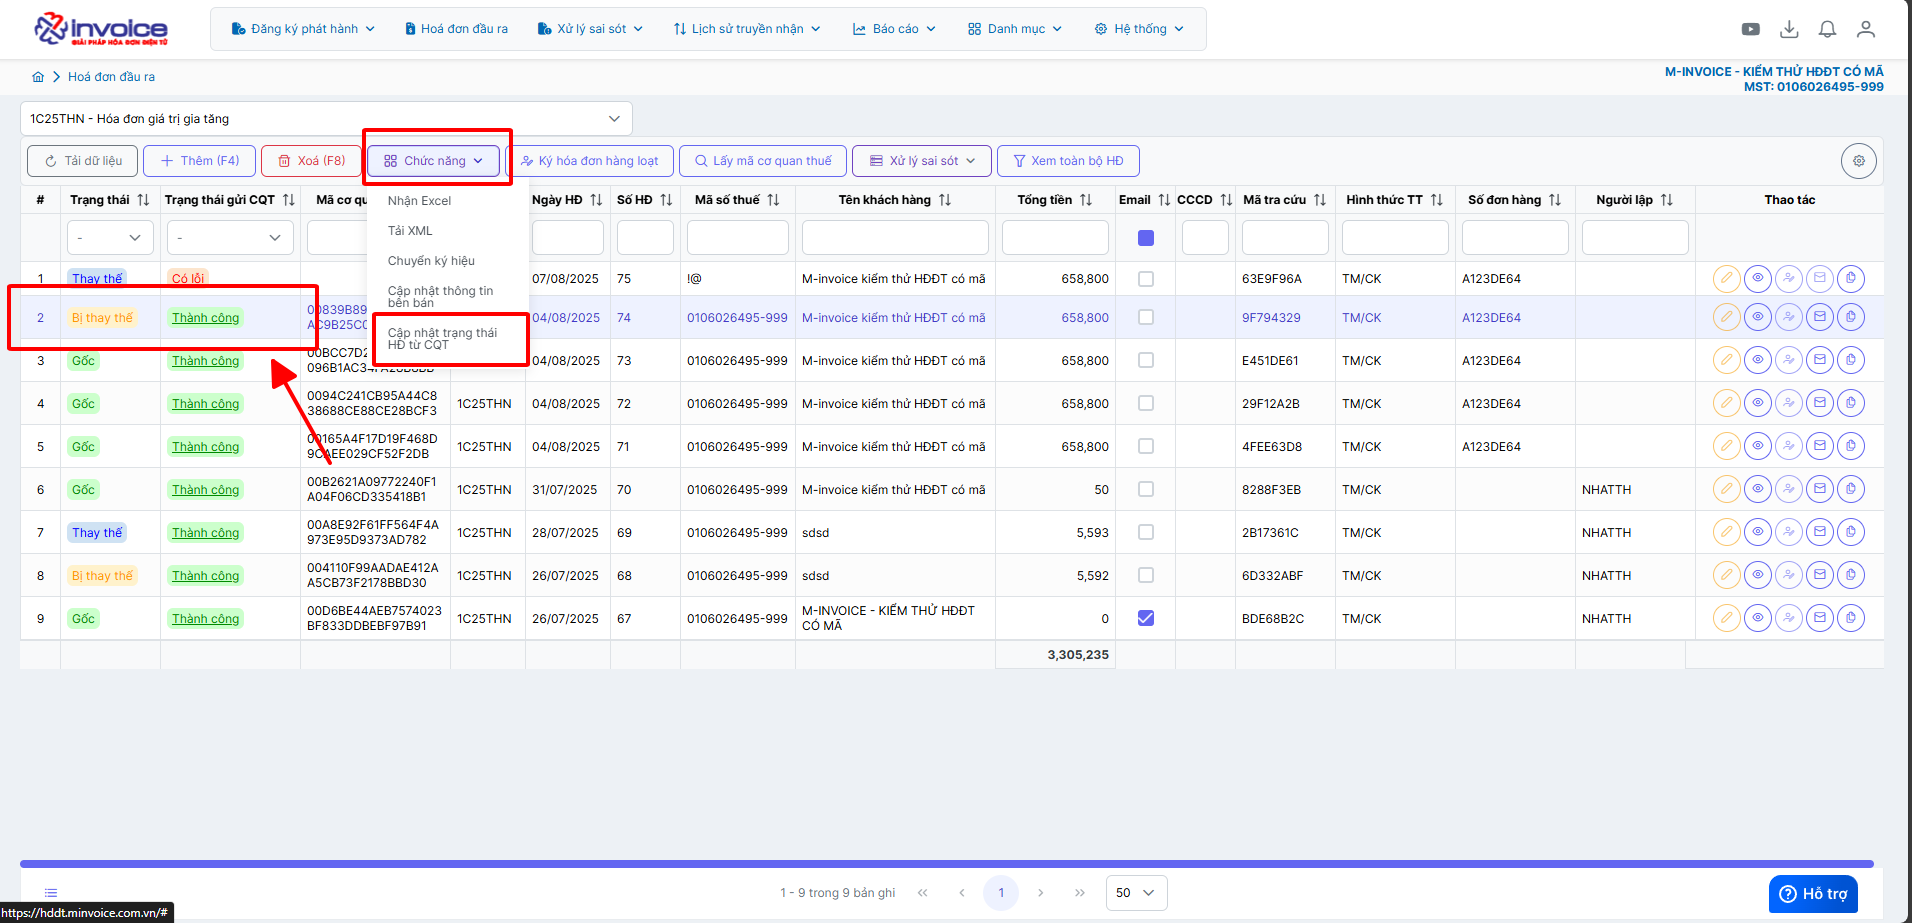 invoice
GIẢI PHÁP HÓA ĐƠN ĐIỆN TỬ
Đăng ký phát hành
Hoá đơn đầu ra
Xử lý sai sót
Lịch sử truyền nhận
Báo cáo
Danh mục
Hệ thống
Hoá đơn đầu ra
M-INVOICE - KIỂM THỬ HĐĐT CÓ MÃ
MST: 0106026495-999
1C25THN - Hóa đơn giá trị gia tăng
Tải dữ liệu
Thêm (F4)
Xoá (F8)
Chức năng
Ký hóa đơn hàng loạt
Lấy mã cơ quan thuế
Xử lý sai sót
Xem toàn bộ HĐ
Nhận Excel
Tải XML
Chuyển ký hiệu
Cập nhật thông tin
bên bán
Cập nhật trạng thái
HĐ từ CQT
# Trạng thái Trạng thái gửi CQT Mã cơ qu Ngày HĐ Số HĐ Mã số thuế Tên khách hàng Tổng tiền Email CCCD Mã tra cứu Hình thức TT Số đơn hàng Người lập Thao tác
- -
1 Thay thế Có lỗi 07/08/2025 75 !@ M-invoice kiểm thử HĐĐT có mã 658,800 63E9F96A TM/CK A123DE64
2 Bị thay thế Thành công 00839B89 04/08/2025 74 0106026495-999 M-invoice kiểm thử HĐĐT có mã 658,800 9F794329 TM/CK A123DE64
AC9B25C
3 Gốc Thành công 00BCC7D2 04/08/2025 73 0106026495-999 M-invoice kiểm thử HĐĐT có mã 658,800 E451DE61 TM/CK A123DE64
096B1AC34
4 Gốc Thành công 0094C241CB95A44C8 1C25THN 04/08/2025 72 0106026495-999 M-invoice kiểm thử HĐĐT có mã 658,800 29F12A2B TM/CK A123DE64
38688CE88CE28BCF3
5 Gốc Thành công 00165A4F17D19F468D 1C25THN 04/08/2025 71 0106026495-999 M-invoice kiểm thử HĐĐT có mã 658,800 4FEE63D8 TM/CK A123DE64
9CAEE029CF52F2DB
6 Gốc Thành công 00B2621A09772240F1 1C25THN 31/07/2025 70 0106026495-999 M-invoice kiểm thử HĐĐT có mã 50 8288F3EB TM/CK NHATTH
A04F06CD335418B1
7 Thay thế Thành công 00A8E92F61FF564F4A 1C25THN 28/07/2025 69 0106026495-999 sdsd 5,593 2B17361C TM/CK NHATTH
973E95D9373AD782
8 Bị thay thế Thành công 004110F99AADAE412A 1C25THN 26/07/2025 68 0106026495-999 sdsd 5,592 6D332ABF TM/CK NHATTH
A5CB73F2178BBD30
9 Gốc Thành công 00D6BE44AEB7574023 1C25THN 26/07/2025 67 0106026495-999 M-INVOICE - KIỂM THỬ HĐĐT 0 BDE68B2C TM/CK NHATTH
BF833DDBEBF97B91 CÓ MÃ
3,305,235
1 - 9 trong 9 bản ghi
1
50
Hỗ trợ
https://hddt.minvoice.com.vn/#